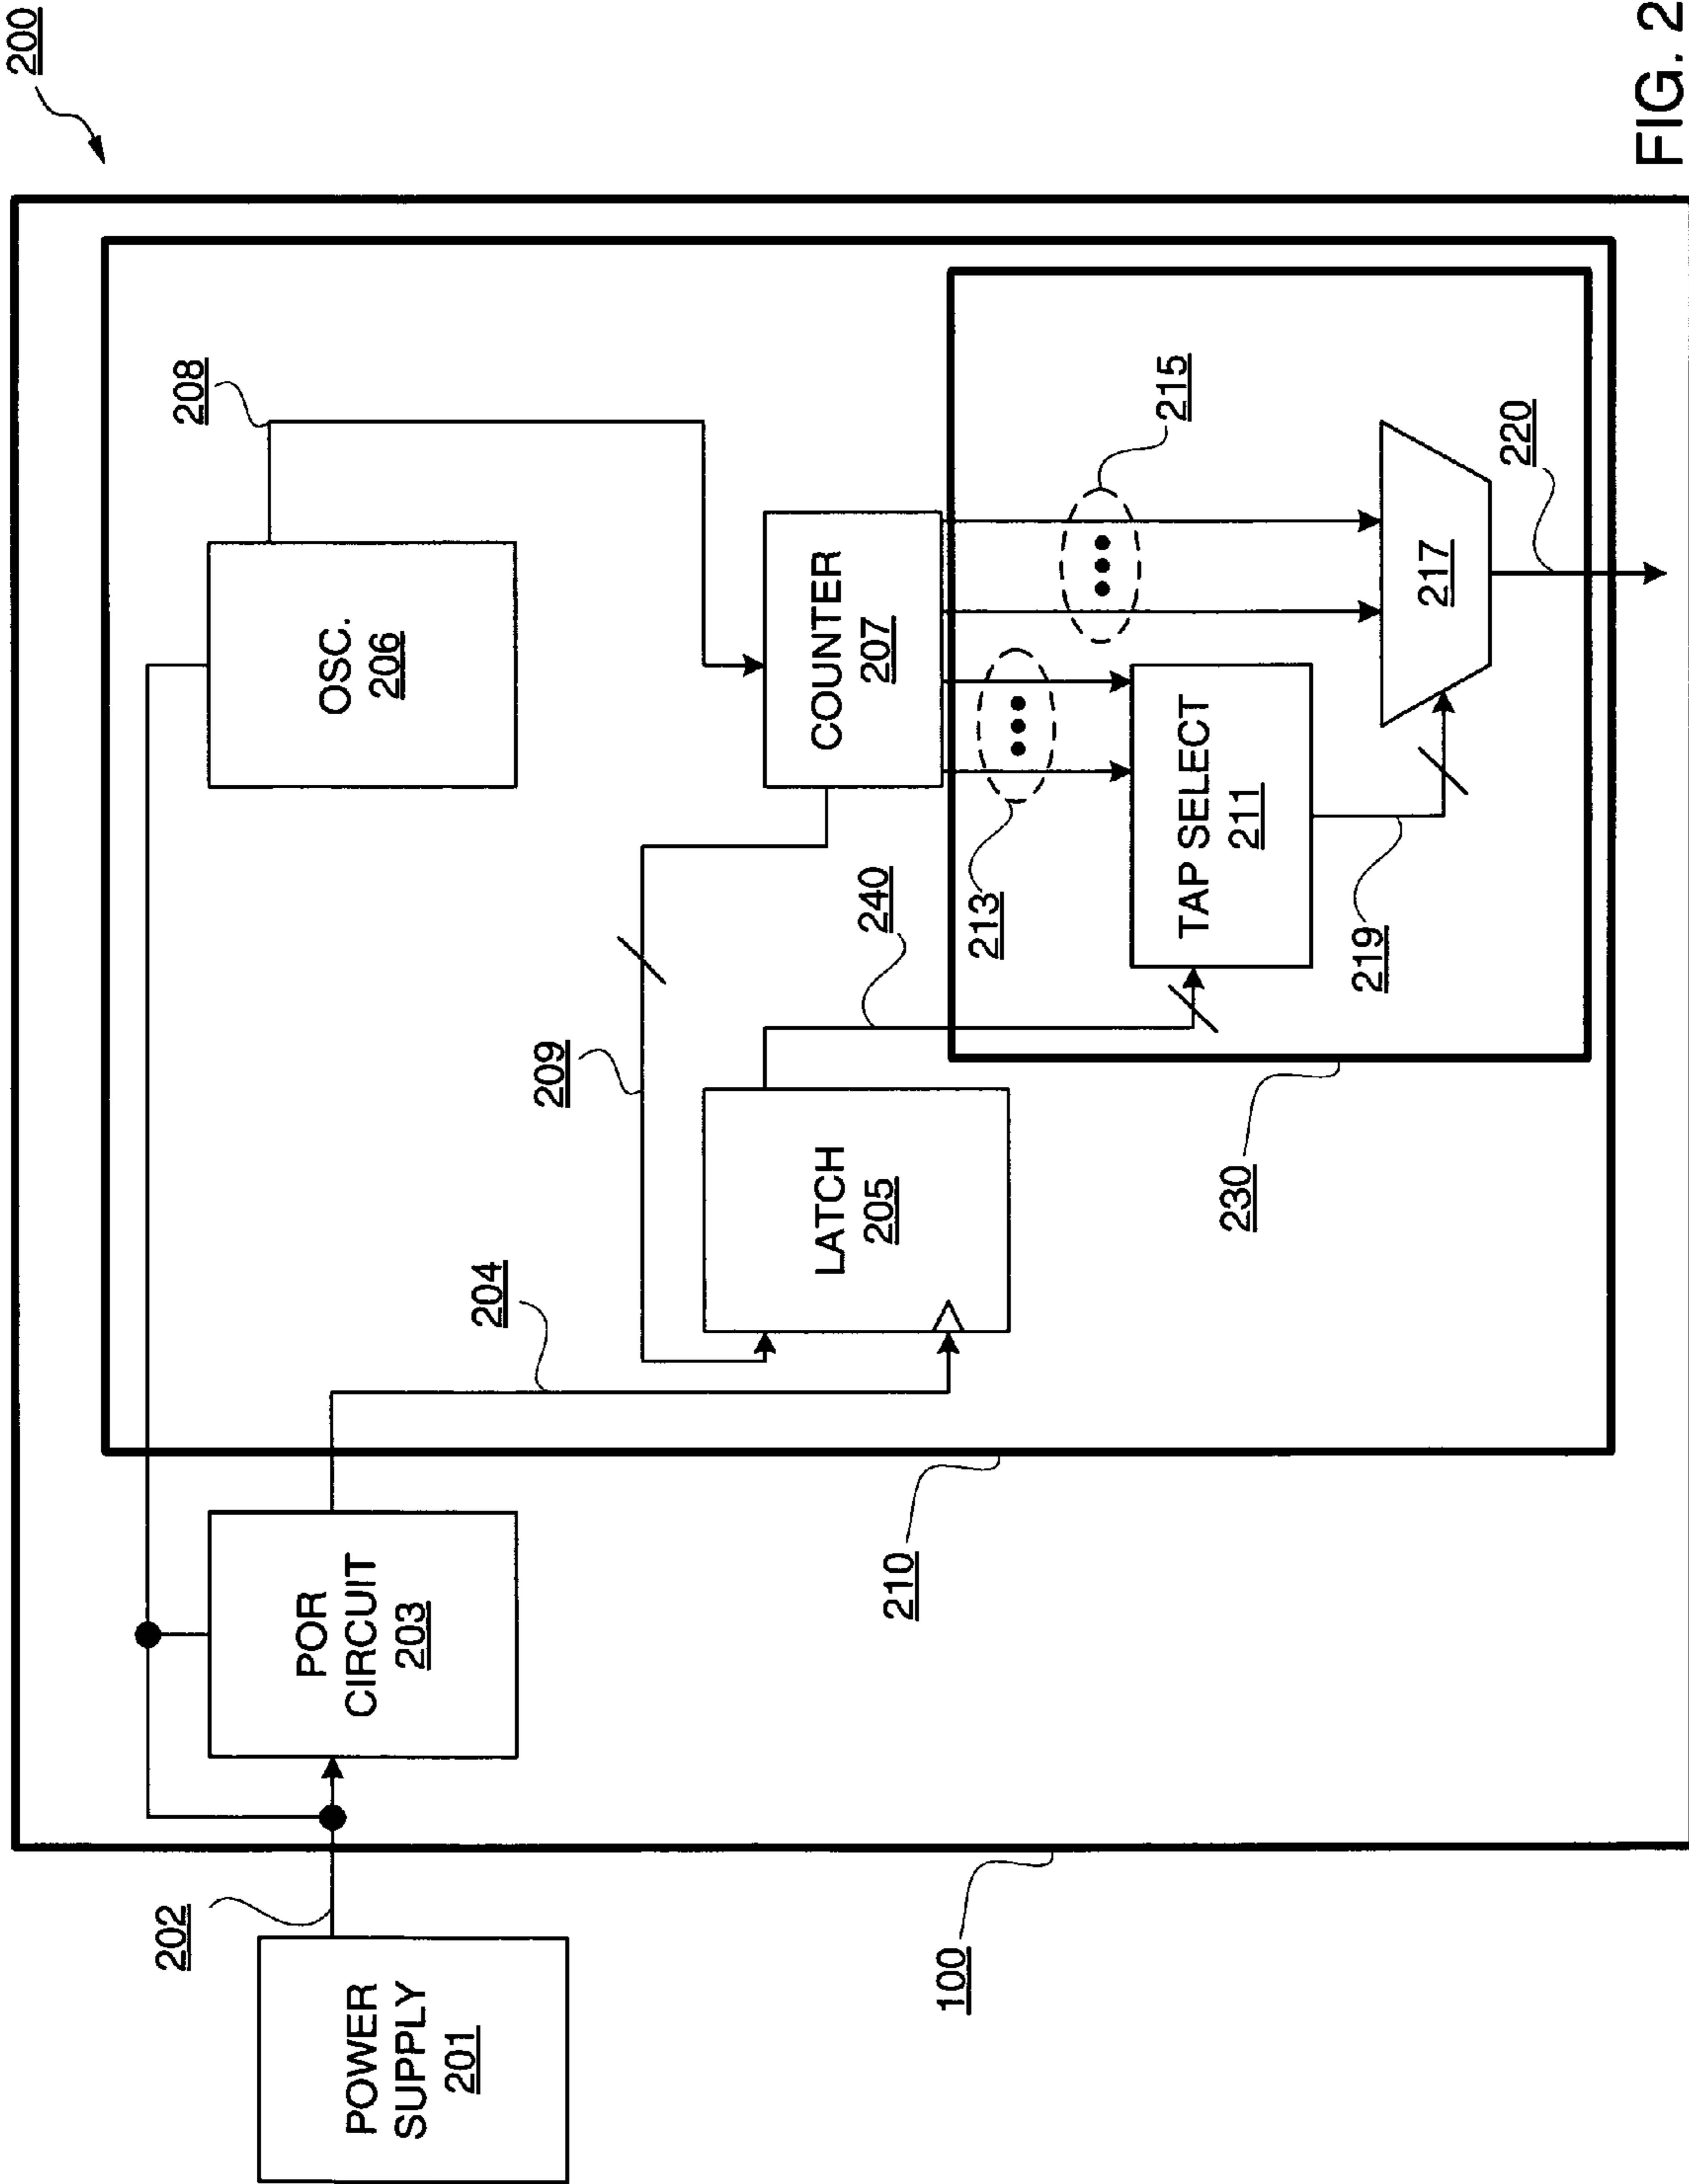 200
POWER
SUPPLY
201
202
POR
CIRCUIT
203
204
OSC.
206
208
209
LATCH
205
COUNTER
207
240
213
215
TAP SELECT
211
217
219
220
230
210
100
FIG. 2